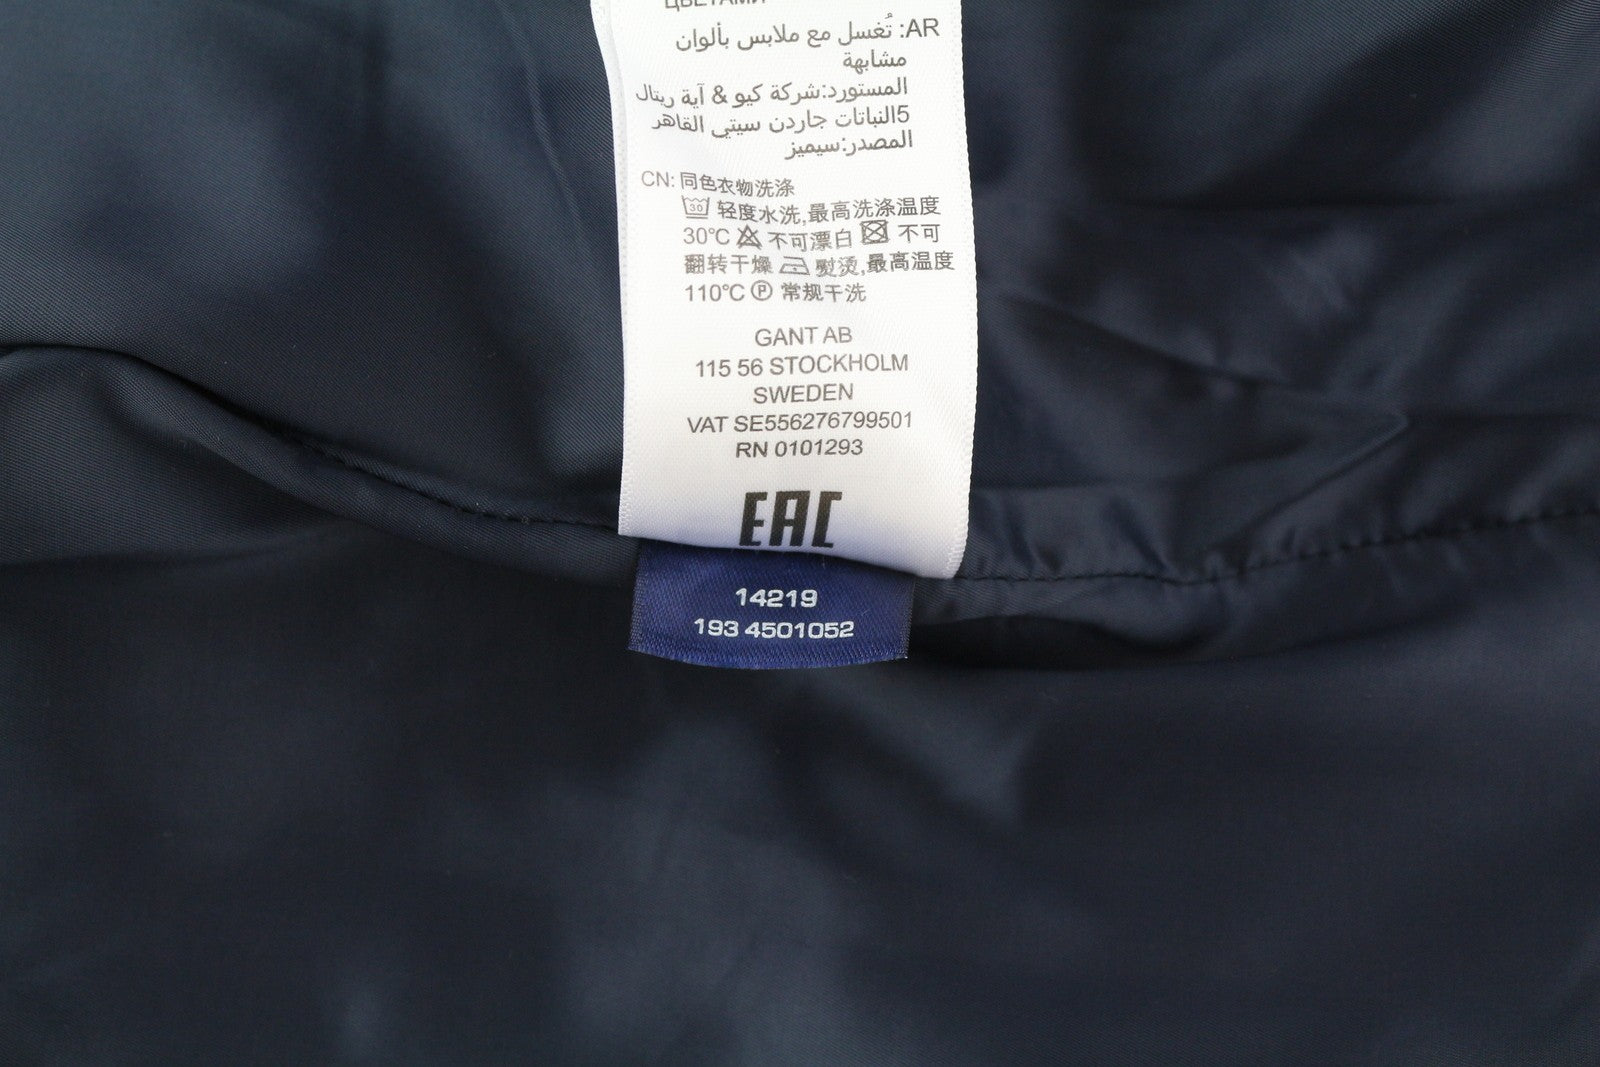 ЦВЕТАМИ
AR: تُغسل مع ملابس بألوان
مشابهة
المستورد:شركة كيو & آية ريتال
5النباتات جاردن سيتي القاهر
المصدر:سيميز
CN: 同色衣物洗涤
30 轻度水洗,最高洗涤温度
30℃ 不可漂白 不可
翻转干燥 熨烫,最高温度
110℃ P 常规干洗
GANT AB
115 56 STOCKHOLM
SWEDEN
VAT SE556276799501
RN 0101293
EAC
14219
193 4501052